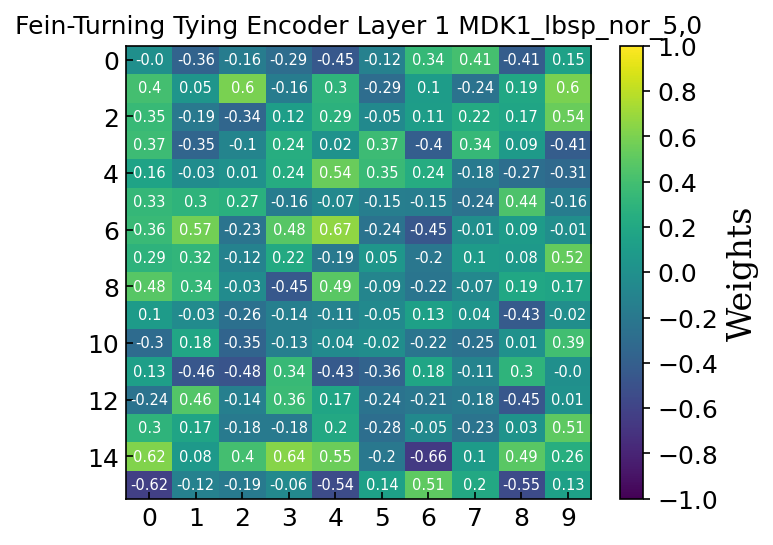 Fein-Turning Tying Encoder Layer 1 MDK1_lbsp_nor_5,0
0 -0.0 -0.36 -0.16 -0.29 -0.45 -0.12 0.34 0.41 -0.41 0.15
0.4 0.05 0.6 -0.16 0.3 -0.29 0.1 -0.24 0.19 0.6
2 0.35 -0.19 -0.34 0.12 0.29 -0.05 0.11 0.22 0.17 0.54
0.37 -0.35 -0.1 0.24 0.02 0.37 -0.4 0.34 0.09 -0.41
4 0.16 -0.03 0.01 0.24 0.54 0.35 0.24 -0.18 -0.27 -0.31
0.33 0.3 0.27 -0.16 -0.07 -0.15 -0.15 -0.24 0.44 -0.16
6 0.36 0.57 -0.23 0.48 0.67 -0.24 -0.45 -0.01 0.09 -0.01
0.29 0.32 -0.12 0.22 -0.19 0.05 -0.2 0.1 0.08 0.52
8 0.48 0.34 -0.03 -0.45 0.49 -0.09 -0.22 -0.07 0.19 0.17
0.1 -0.03 -0.26 -0.14 -0.11 -0.05 0.13 0.04 -0.43 -0.02
10 -0.3 0.18 -0.35 -0.13 -0.04 -0.02 -0.22 -0.25 0.01 0.39
0.13 -0.46 -0.48 0.34 -0.43 -0.36 0.18 -0.11 0.3 -0.0
12 -0.24 0.46 -0.14 0.36 0.17 -0.24 -0.21 -0.18 -0.45 0.01
0.3 0.17 -0.18 -0.18 0.2 -0.28 -0.05 -0.23 0.03 0.51
14 0.62 0.08 0.4 0.64 0.55 -0.2 -0.66 0.1 0.49 0.26
-0.62 -0.12 -0.19 -0.06 -0.54 0.14 0.51 0.2 -0.55 0.13
0 1 2 3 4 5 6 7 8 9
1.0
0.8
0.6
0.4
0.2
0.0
−0.2
−0.4
−0.6
−0.8
−1.0
Weights